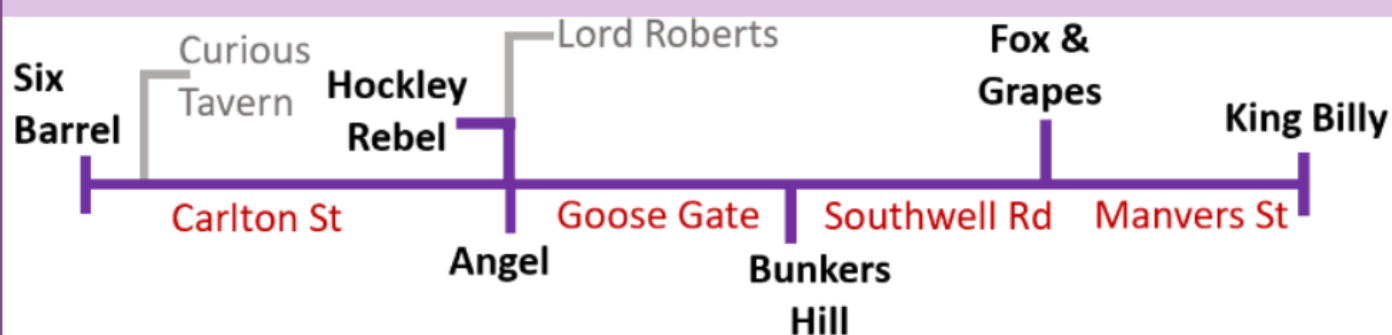 Six
Barrel
Curious
Tavern
Hockley
Rebel
Lord Roberts
Fox &
Grapes
King Billy
Carlton St
Goose Gate
Southwell Rd
Manvers St
Angel
Bunkers
Hill